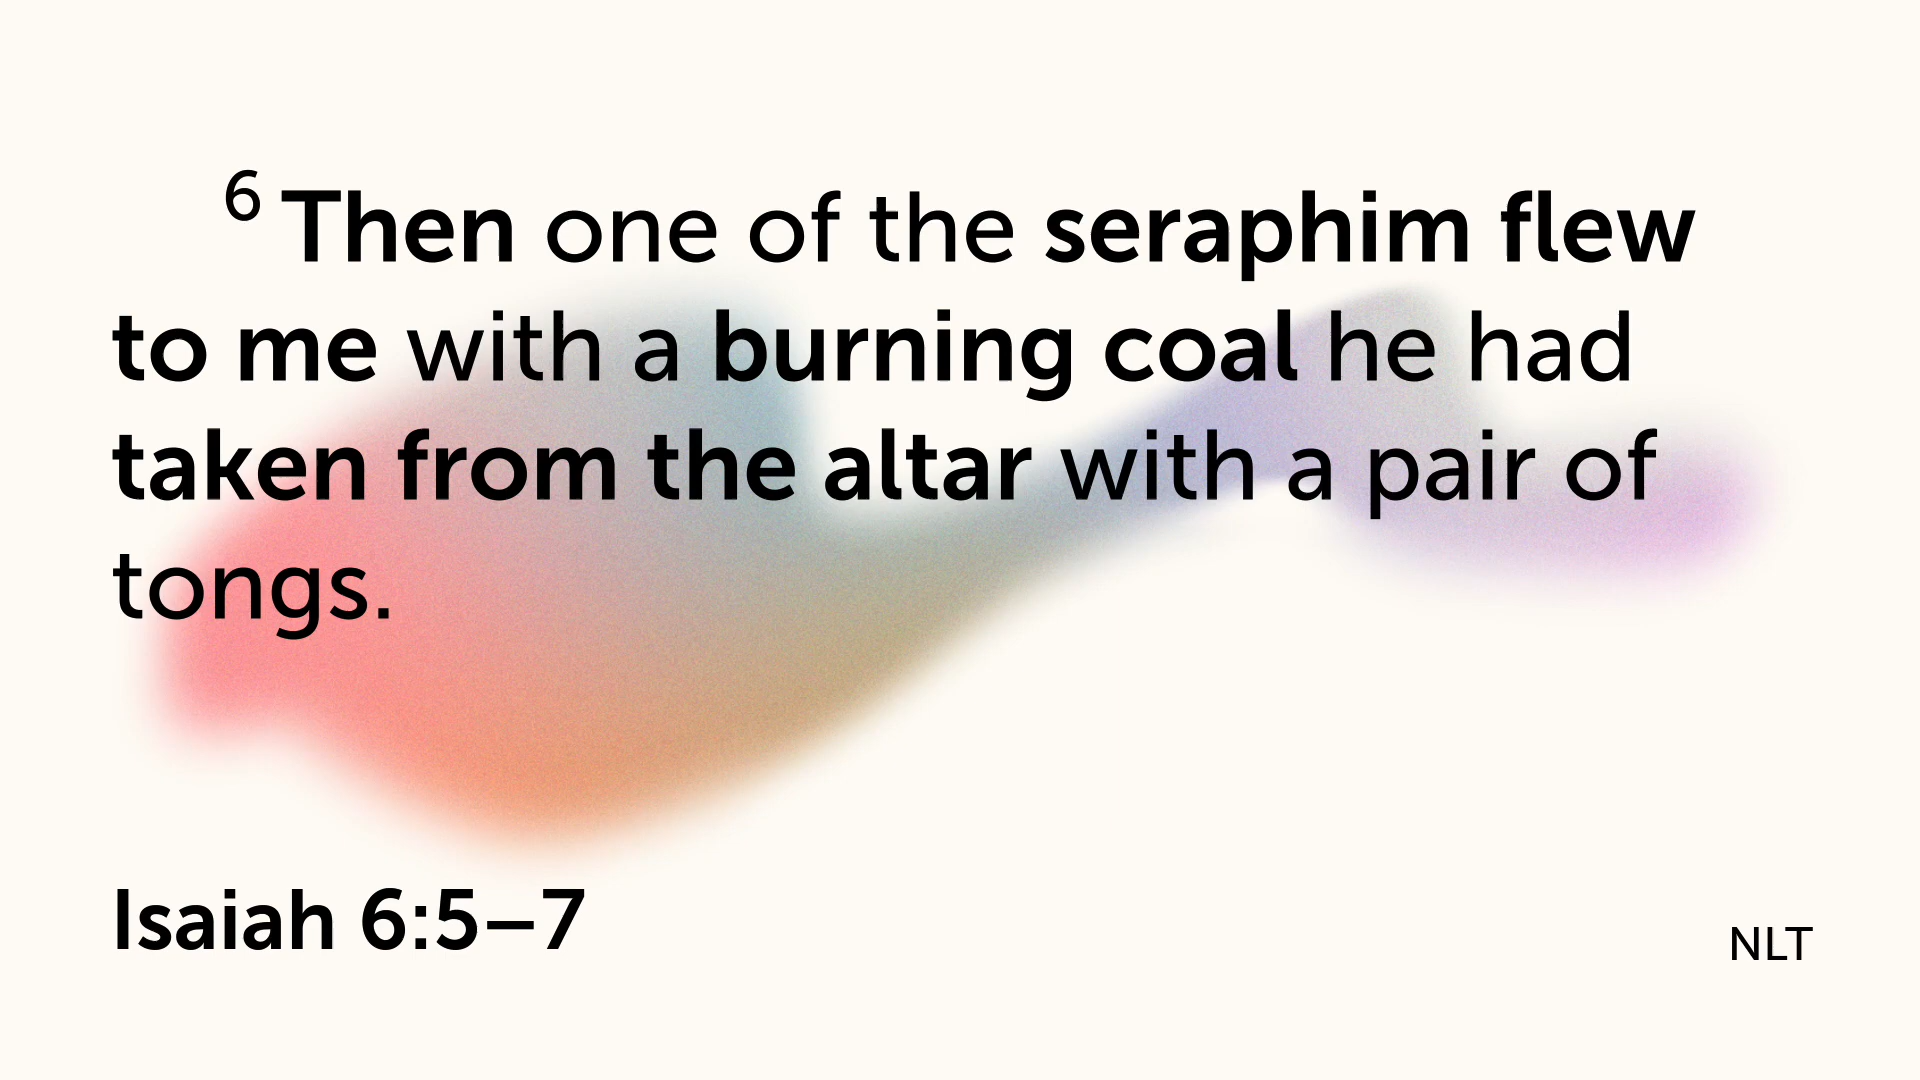 6 Then one of the seraphim flew
to me with a burning coal he had
taken from the altar with a pair of
tongs.
Isaiah 6:5–7
NLT